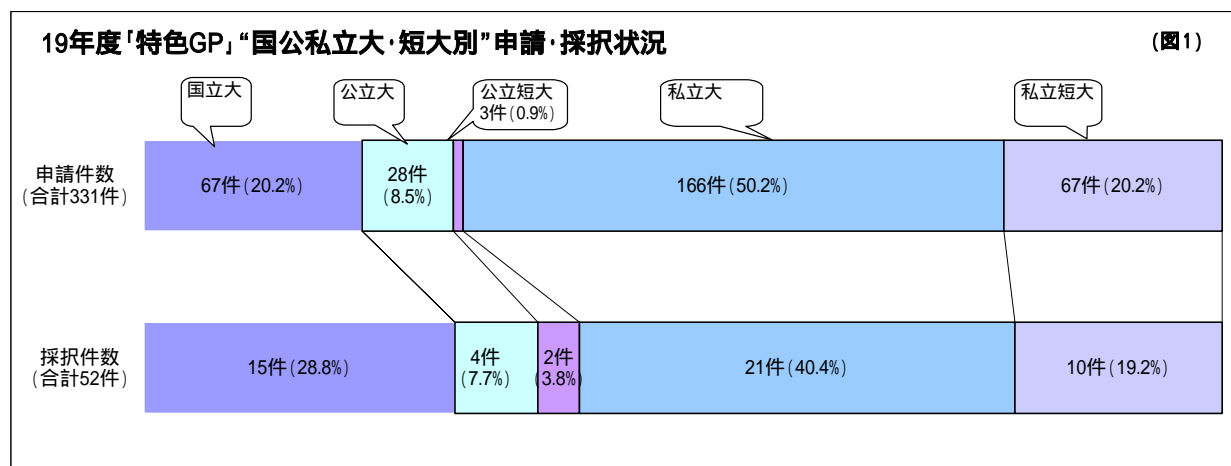 19年度「特色GP」“国公私立大・短大別”申請・採択状況
(図1)
国立大
公立大
公立短大
3件(0.9%)
私立大
私立短大
申請件数
(合計331件)
67件(20.2%)
28件
(8.5%)
166件(50.2%)
67件(20.2%)
採択件数
(合計52件)
15件(28.8%)
4件
(7.7%)
2件
(3.8%)
21件(40.4%)
10件(19.2%)